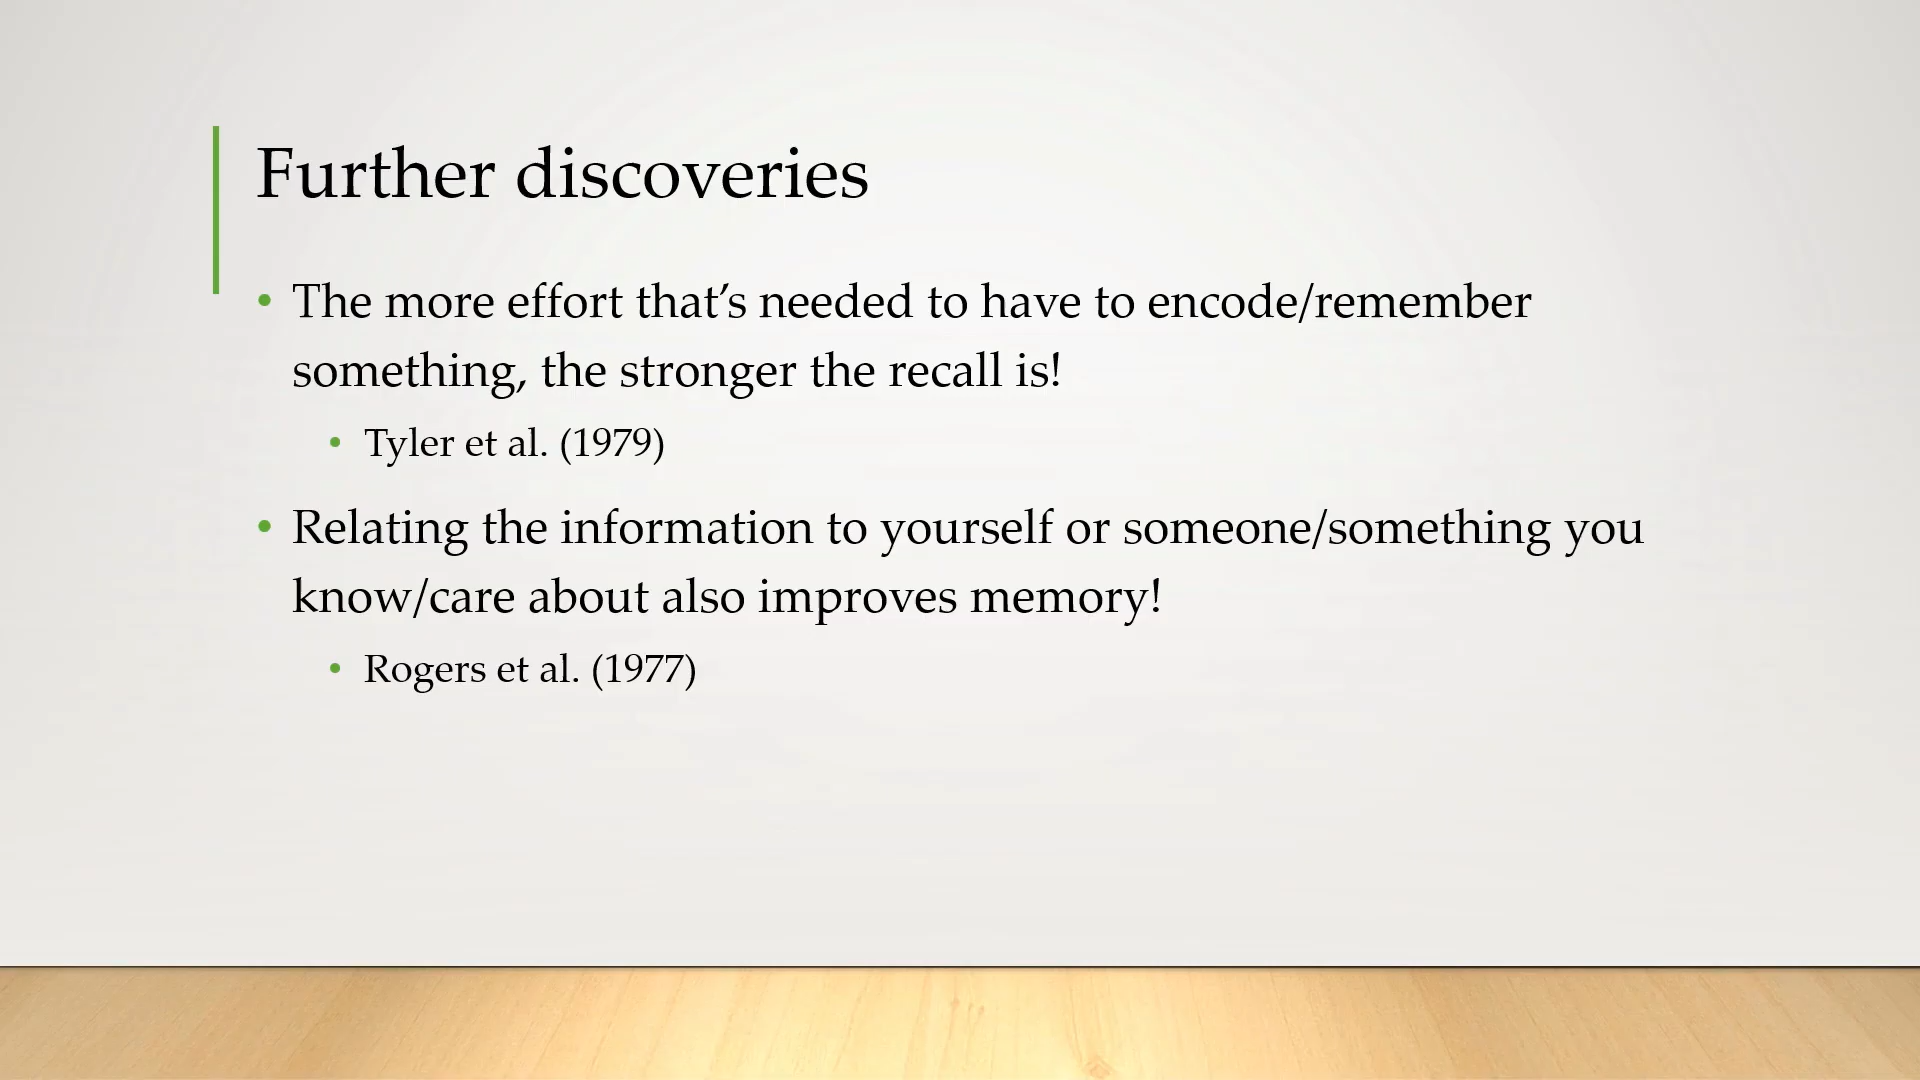 Further discoveries
• The more effort that’s needed to have to encode/remember
something, the stronger the recall is!
• Tyler et al. (1979)
• Relating the information to yourself or someone/something you
know/care about also improves memory!
• Rogers et al. (1977)